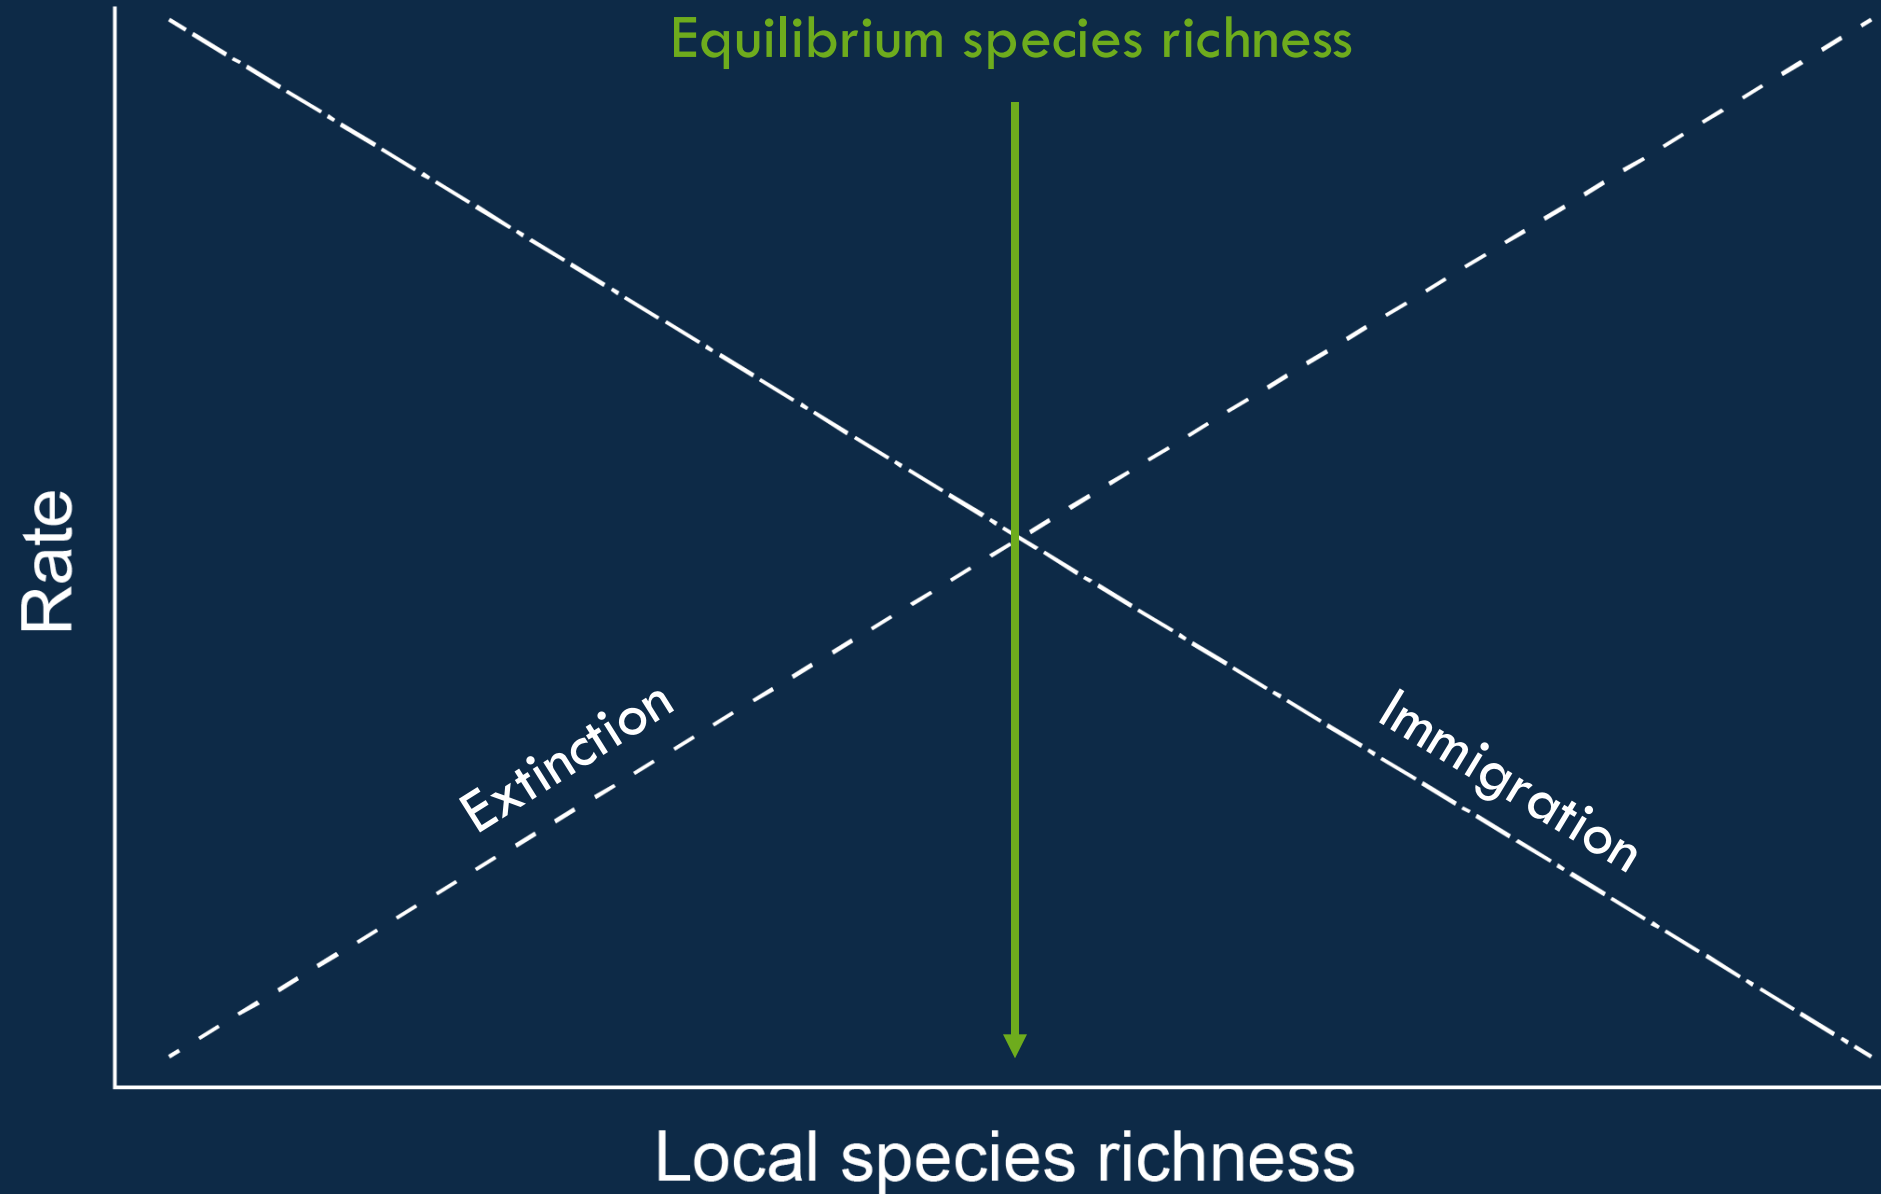 Equilibrium species richness
Rate
Extinction
Immigration
Local species richness